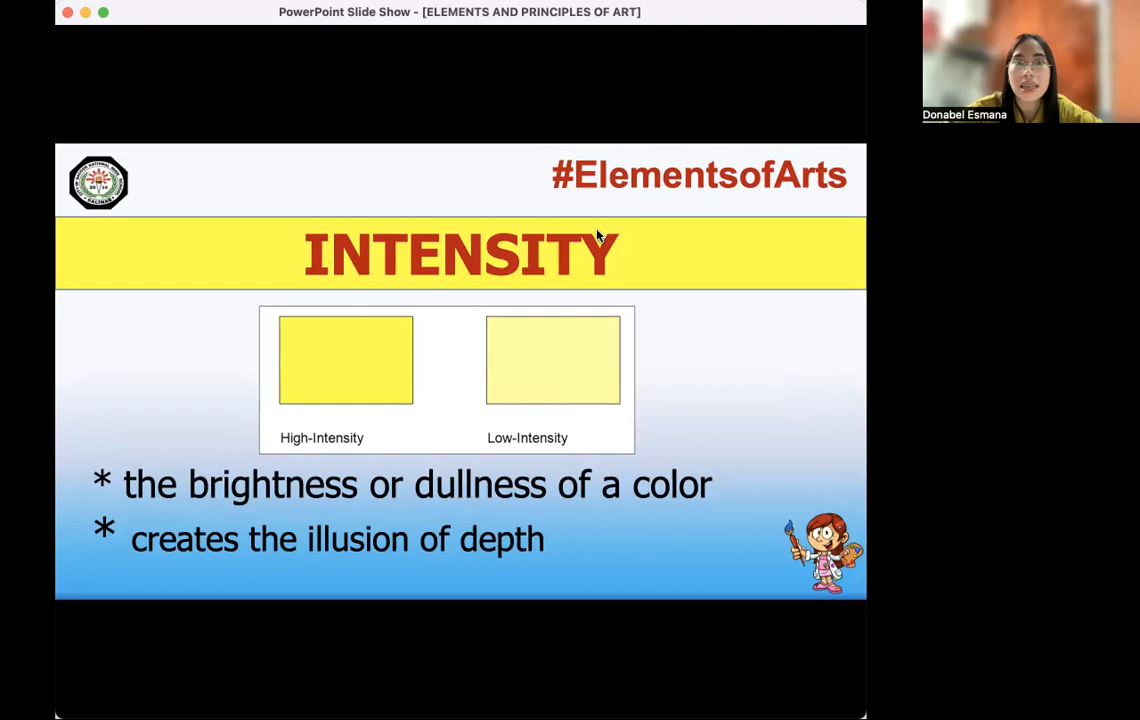 PowerPoint Slide Show - [ELEMENTS AND PRINCIPLES OF ART]
Donabel Esmana
#ElementsofArts
INTENSITY
High-Intensity
Low-Intensity
* the brightness or dullness of a color
* creates the illusion of depth